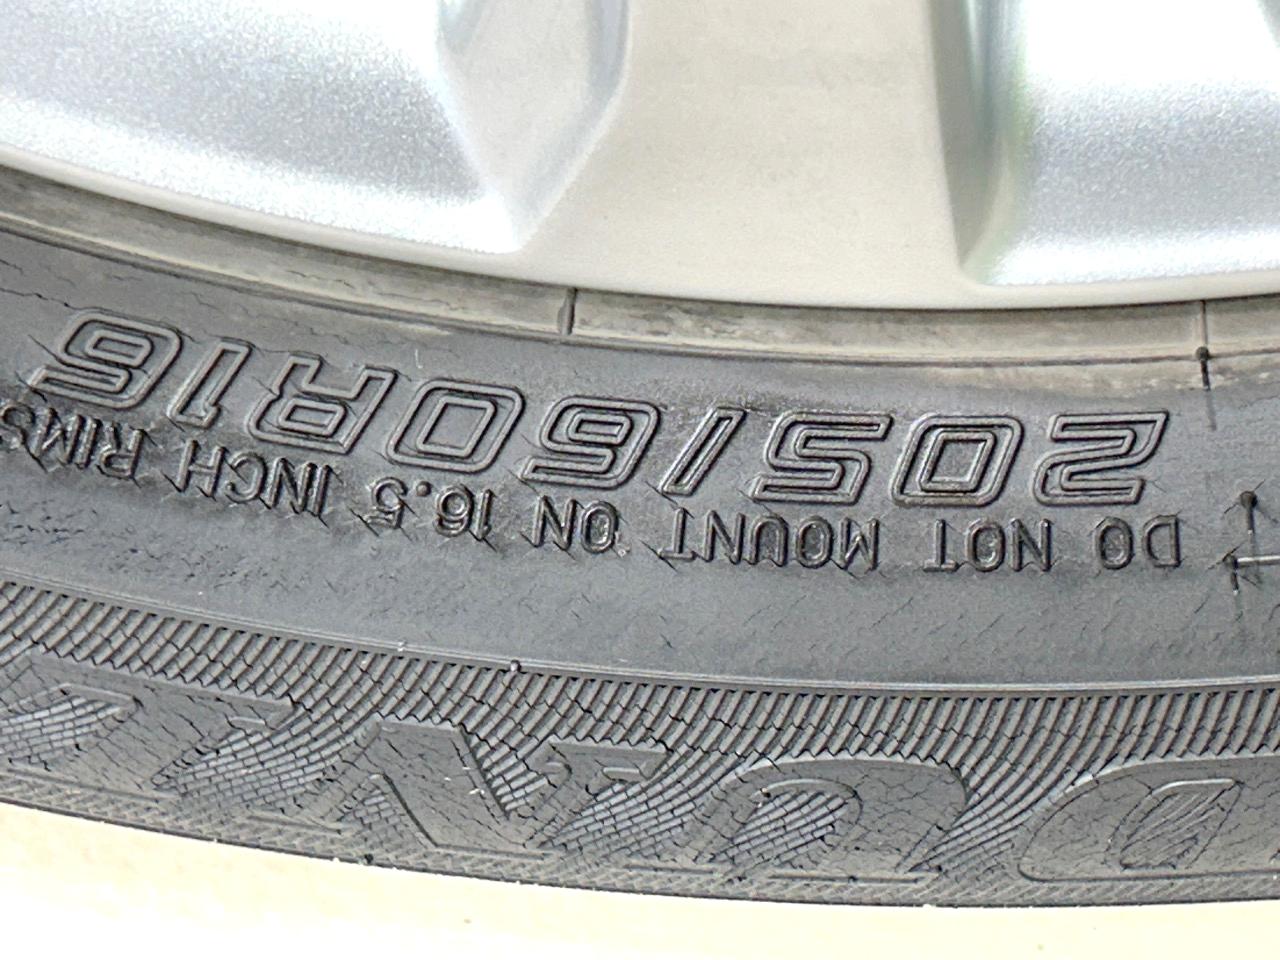 205/60R16
DO NOT MOUNT ON 16.5 INCH RIMS